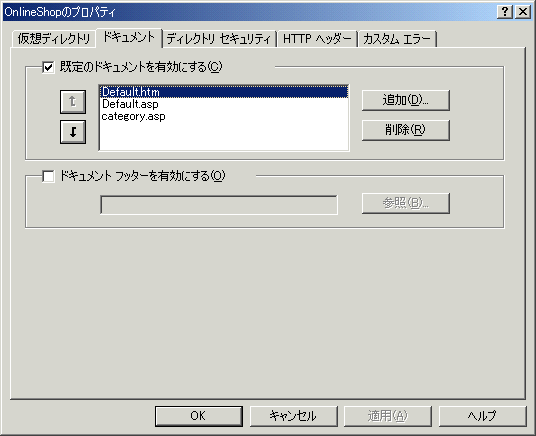 OnlineShopのプロパティ
仮想ディレクトリ ドキュメント ディレクトリ セキュリティ HTTP ヘッダー カスタム エラー
既定のドキュメントを有効にする(C)
Default.htm
Default.asp
category.asp
追加(D)...
削除(R)
ドキュメント フッターを有効にする(O)
参照(B)...
OK キャンセル 適用(A) ヘルプ